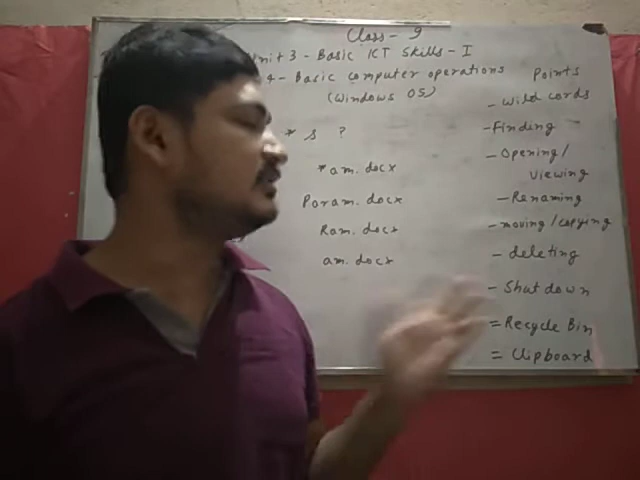 Class - 9
Unit 3 - Basic ICT Skills - I
4 - Basic computer operations
(Windows OS)
* s ?
*am.docx
Param.docx
Ram.docx
am.docx
Points
- Wild cards
- Finding
- Opening/
Viewing
- Renaming
- moving/copying
- deleting
- Shut down
= Recycle Bin
= Clipboard